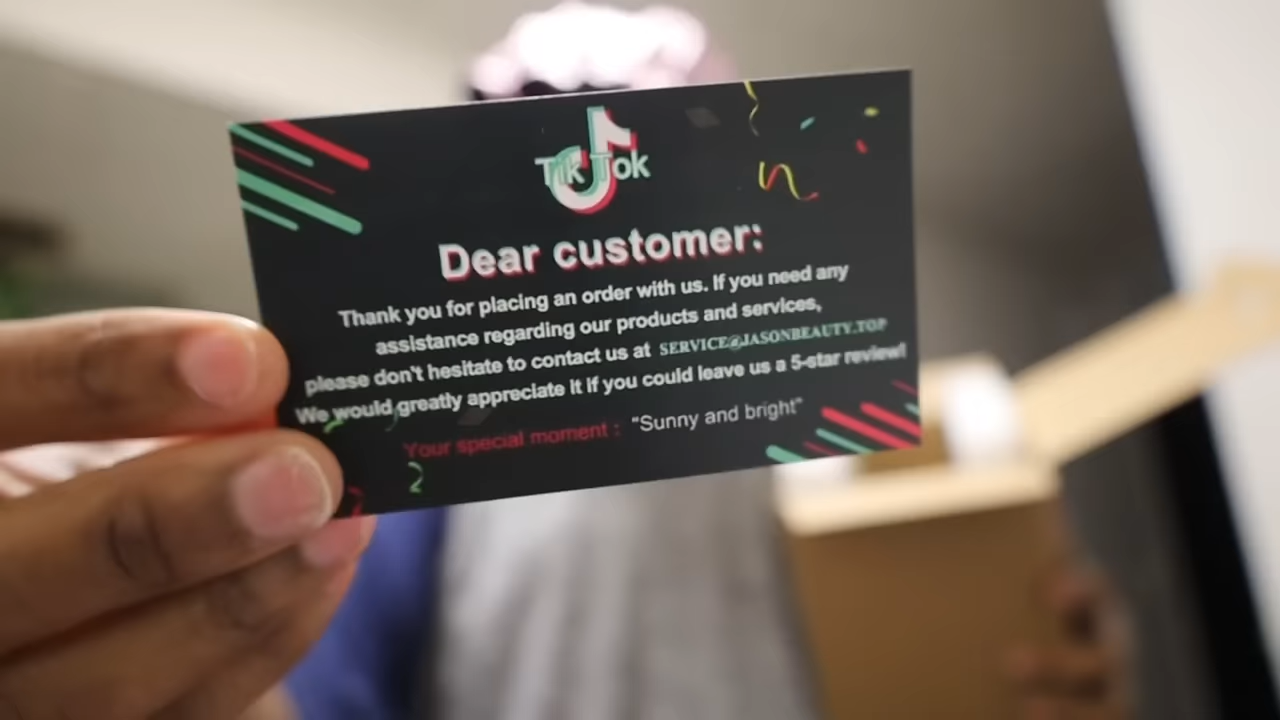 TikTok
Dear customer:
Thank you for placing an order with us. If you need any
assistance regarding our products and services,
please don't hesitate to contact us at SERVICE@JASONBEAUTY.TOP
We would greatly appreciate it if you could leave us a 5-star review!
Your special moment : "Sunny and bright"